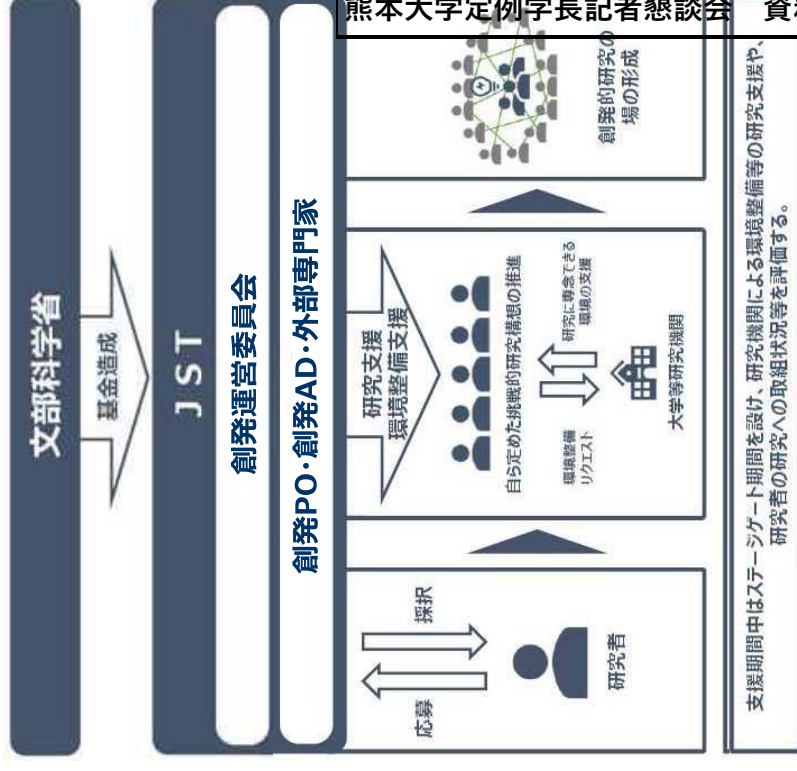 熊本大学定例学長記者懇談会 資
文部科学省
基金造成
JST
創発運営委員会
創発PO・創発AD・外部専門家
応募
採択
研究者
研究支援
環境整備支援
自ら定めた挑戦的研究構想の推進
環境整備
リクエスト
研究に専念できる
環境の支援
大学等研究機関
創発的研究の
場の形成
支援期間中はステージゲート期間を設け、研究機関による環境整備等の研究支援や、
研究者の研究への取組状況等を評価する。